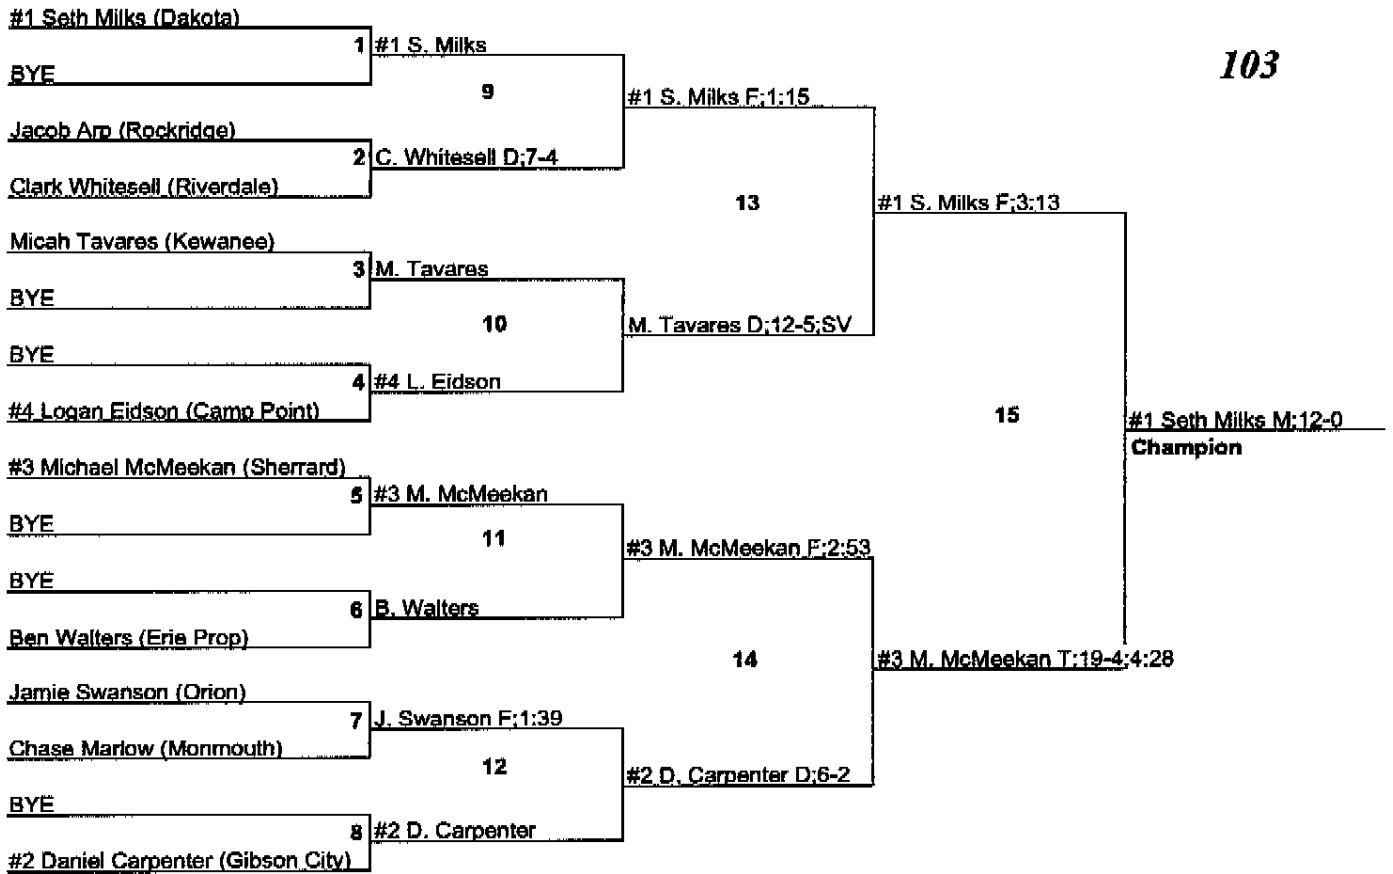 #1 Seth Milks (Dakota)
1 #1 S. Milks
103
BYE
9
#1 S. Milks F;1:15
Jacob Arp (Rockridge)
2 C. Whitesell D;7-4
Clark Whitesell (Riverdale)
13
#1 S. Milks F;3:13
Micah Tavares (Kewanee)
3 M. Tavares
BYE
10
M. Tavares D;12-5;SV
BYE
4 #4 L. Eidson
#4 Logan Eidson (Camp Point)
15
#1 Seth Milks M;12-0
Champion
#3 Michael McMeekan (Sherrard)
5 #3 M. McMeekan
BYE
11
#3 M. McMeekan F;2:53
BYE
6 B. Walters
Ben Walters (Erie Prop)
14
#3 M. McMeekan T;19-4;4:28
Jamie Swanson (Orion)
7 J. Swanson F;1:39
Chase Marlow (Monmouth)
12
#2 D. Carpenter D;6-2
BYE
8 #2 D. Carpenter
#2 Daniel Carpenter (Gibson City)